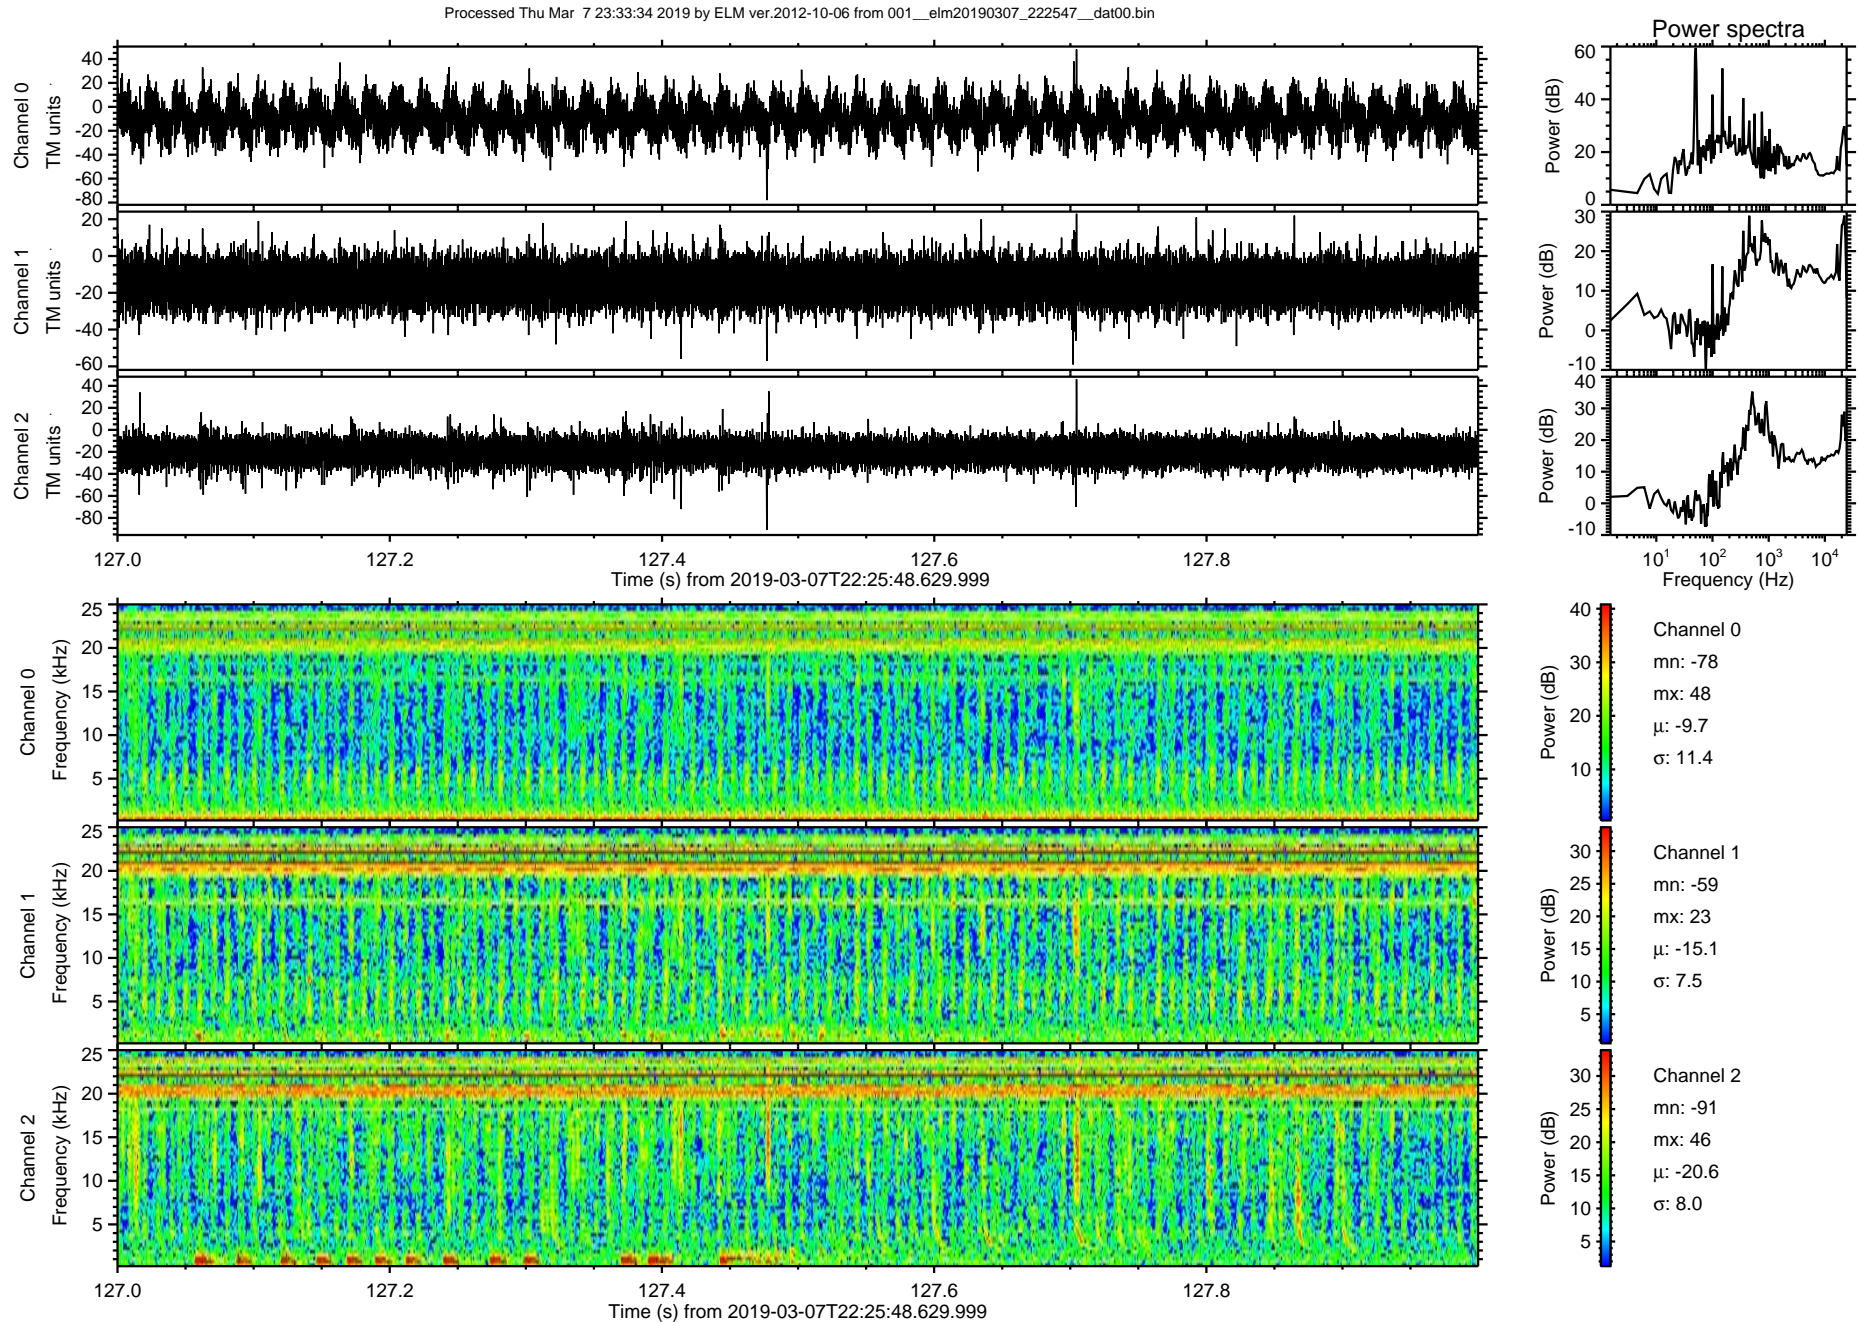 Processed Thu Mar  7 23:33:34 2019 by ELM ver.2012-10-06 from 001__elm20190307_222547__dat00.bin
Power spectra
Channel 0
TM units
40
20
0
-20
-40
-60
-80
Power (dB)
60
40
20
0
Channel 1
TM units
20
0
-20
-40
-60
Power (dB)
30
20
10
0
-10
Channel 2
TM units
40
20
0
-20
-40
-60
-80
Power (dB)
40
30
20
10
0
-10
127.0 127.2 127.4 127.6 127.8
Time (s) from 2019-03-07T22:25:48.629.999
10¹ 10² 10³ 10⁴
Frequency (Hz)
Channel 0
Frequency (kHz)
25
20
15
10
5
Power (dB)
40
30
20
10
Channel 0
mn: -78
mx: 48
μ: -9.7
σ: 11.4
Channel 1
Frequency (kHz)
25
20
15
10
5
Power (dB)
30
25
20
15
10
5
Channel 1
mn: -59
mx: 23
μ: -15.1
σ: 7.5
Channel 2
Frequency (kHz)
25
20
15
10
5
Power (dB)
30
25
20
15
10
5
Channel 2
mn: -91
mx: 46
μ: -20.6
σ: 8.0
127.0 127.2 127.4 127.6 127.8
Time (s) from 2019-03-07T22:25:48.629.999